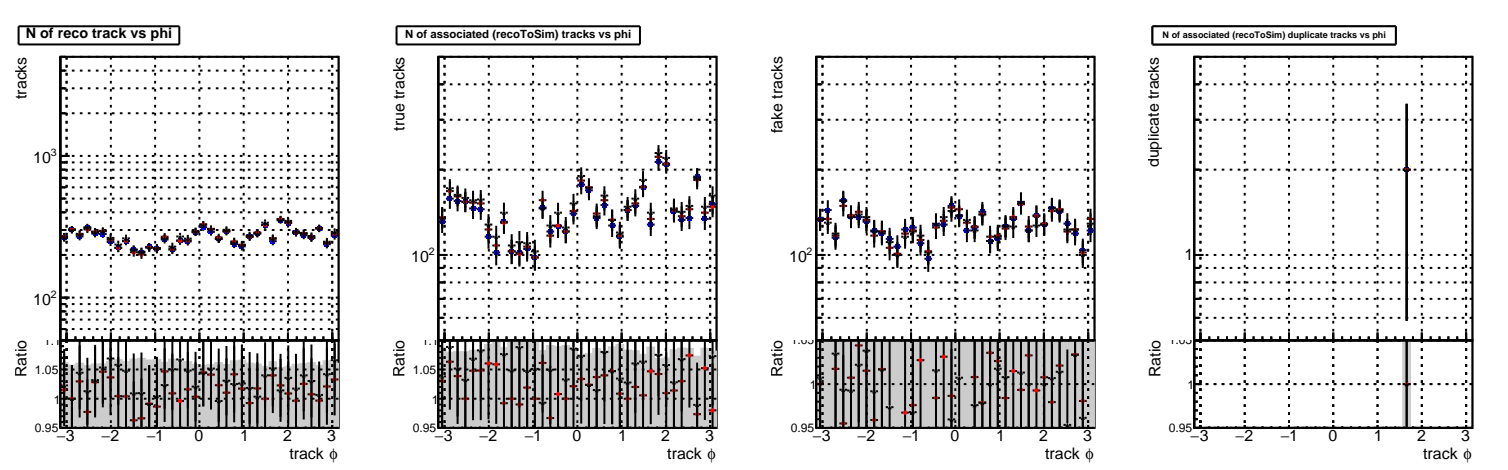 N of reco track vs phi
tracks
10³
10²
Ratio
1.05
1
0.95
−3 −2 −1 0 1 2 3
track ϕ
N of associated (recoToSim) tracks vs phi
true tracks
10²
Ratio
1.05
1
0.95
−3 −2 −1 0 1 2 3
track ϕ
fake tracks
10²
Ratio
1.05
1
0.95
−3 −2 −1 0 1 2 3
track ϕ
N of associated (recoToSim) duplicate tracks vs phi
duplicate tracks
1
Ratio
1.05
1
0.95
−3 −2 −1 0 1 2 3
track ϕ